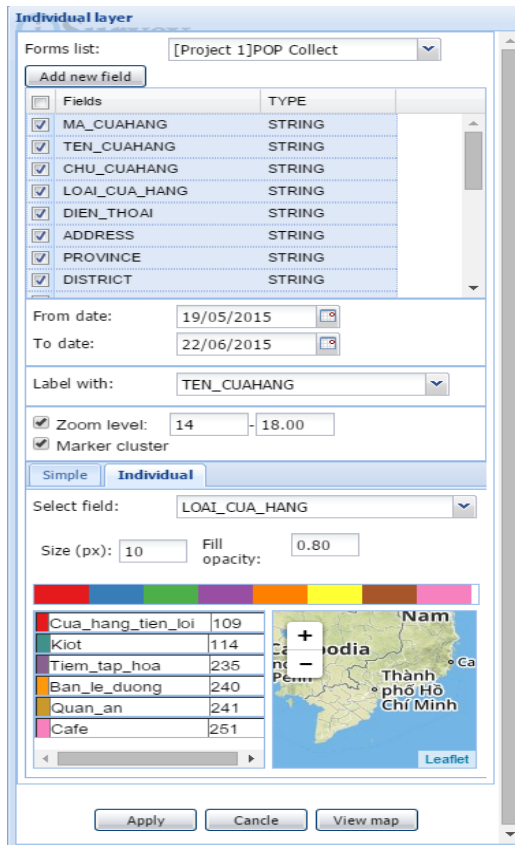 Individual layer
Forms list: [Project 1]POP Collect
Add new field
Fields TYPE
MA_CUAHANG STRING
TEN_CUAHANG STRING
CHU_CUAHANG STRING
LOAI_CUA_HANG STRING
DIEN_THOAI STRING
ADDRESS STRING
PROVINCE STRING
DISTRICT STRING
From date: 19/05/2015
To date: 22/06/2015
Label with: TEN_CUAHANG
Zoom level: 14 - 18.00
Marker cluster
Simple Individual
Select field: LOAI_CUA_HANG
Size (px): 10 Fill opacity: 0.80
Cua_hang_tien_loi 109
Kiot 114
Tiem_tap_hoa 235
Ban_le_duong 240
Quan_an 241
Cafe 251
Nam
+
−
Thành
phố Hồ
Chí Minh
Leaflet
Apply Cancle View map